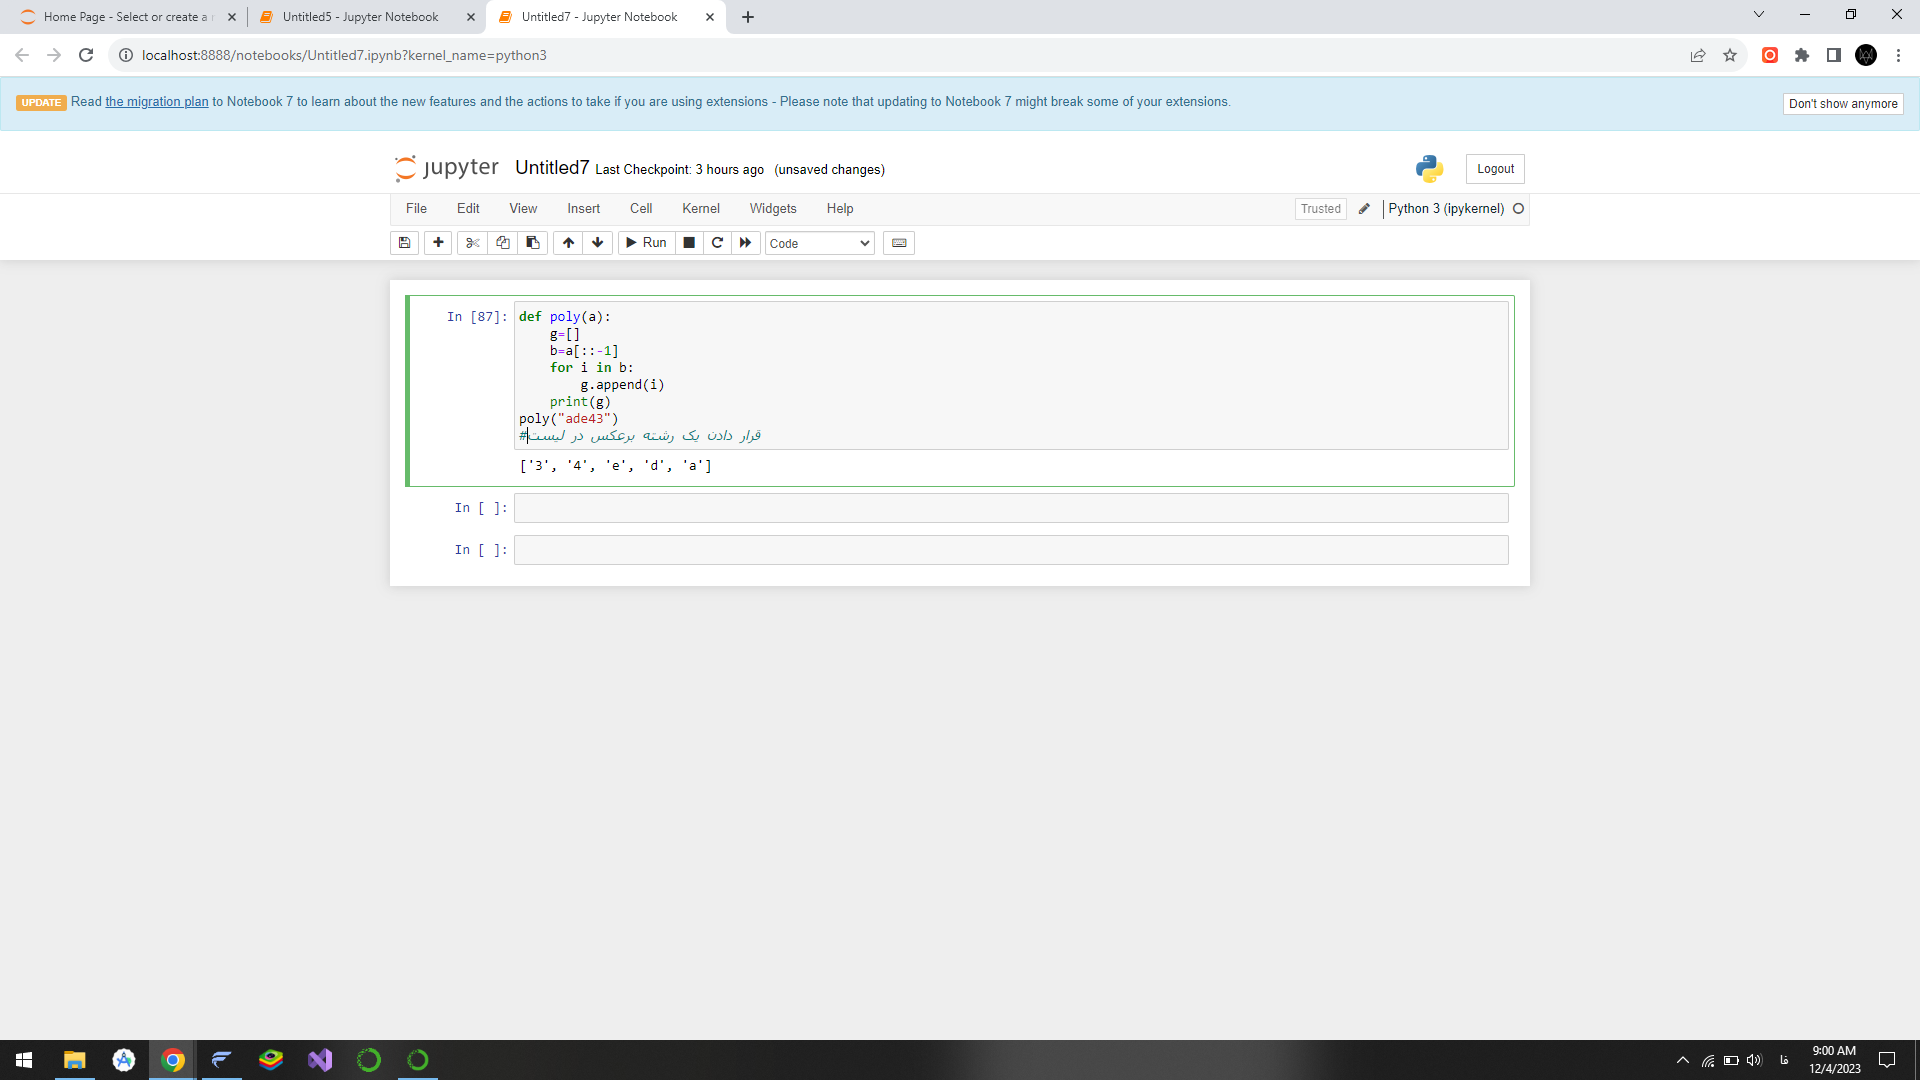 Home Page - Select or create a
Untitled5 - Jupyter Notebook
Untitled7 - Jupyter Notebook
localhost:8888/notebooks/Untitled7.ipynb?kernel_name=python3
UPDATE Read the migration plan to Notebook 7 to learn about the new features and the actions to take if you are using extensions - Please note that updating to Notebook 7 might break some of your extensions.
Don't show anymore
jupyter Untitled7 Last Checkpoint: 3 hours ago (unsaved changes)
Logout
File Edit View Insert Cell Kernel Widgets Help
Trusted Python 3 (ipykernel)
Run Code
In [87]:
def poly(a):
    g=[]
    b=a[::-1]
    for i in b:
        g.append(i)
    print(g)
poly("ade43")
#قرار دادن یک رشته برعکس در لیست
['3', '4', 'e', 'd', 'a']
In [ ]:
In [ ]:
فا
9:00 AM
12/4/2023